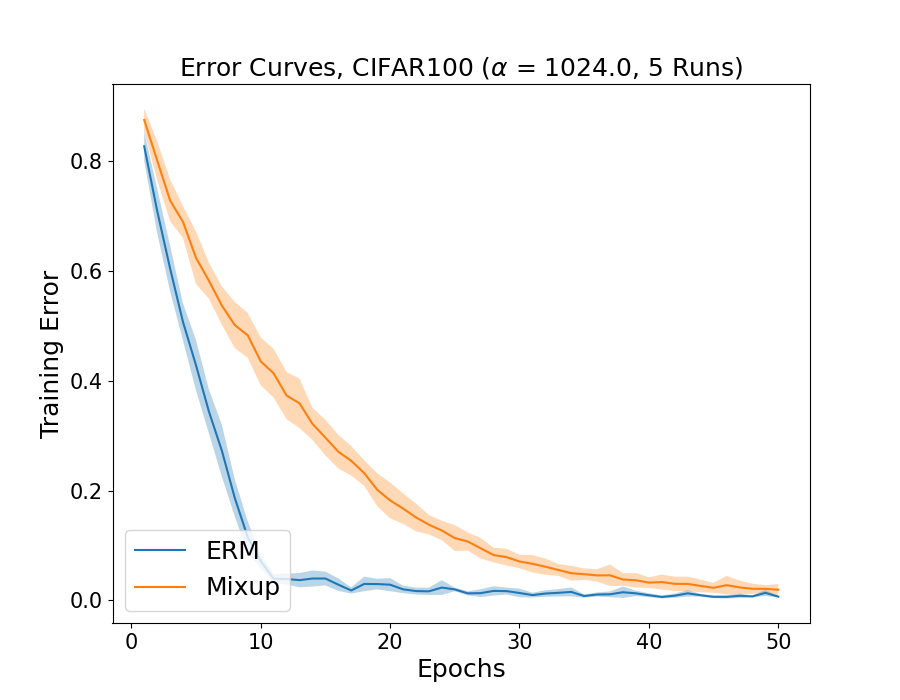 Error Curves, CIFAR100 (α = 1024.0, 5 Runs)
Training Error
0.8
0.6
0.4
0.2
0.0
ERM
Mixup
0 10 20 30 40 50
Epochs